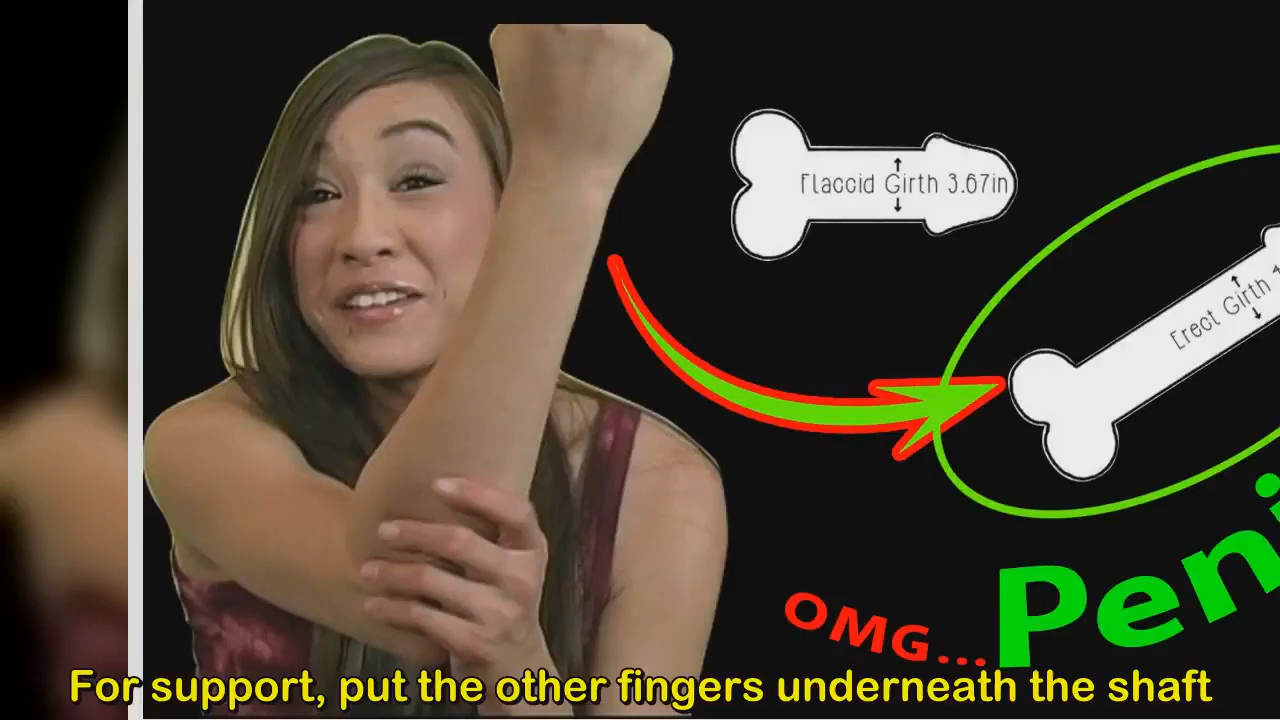 Flaccid Girth 3.67in
Erect Girth
OMG... Peni
For support, put the other fingers underneath the shaft